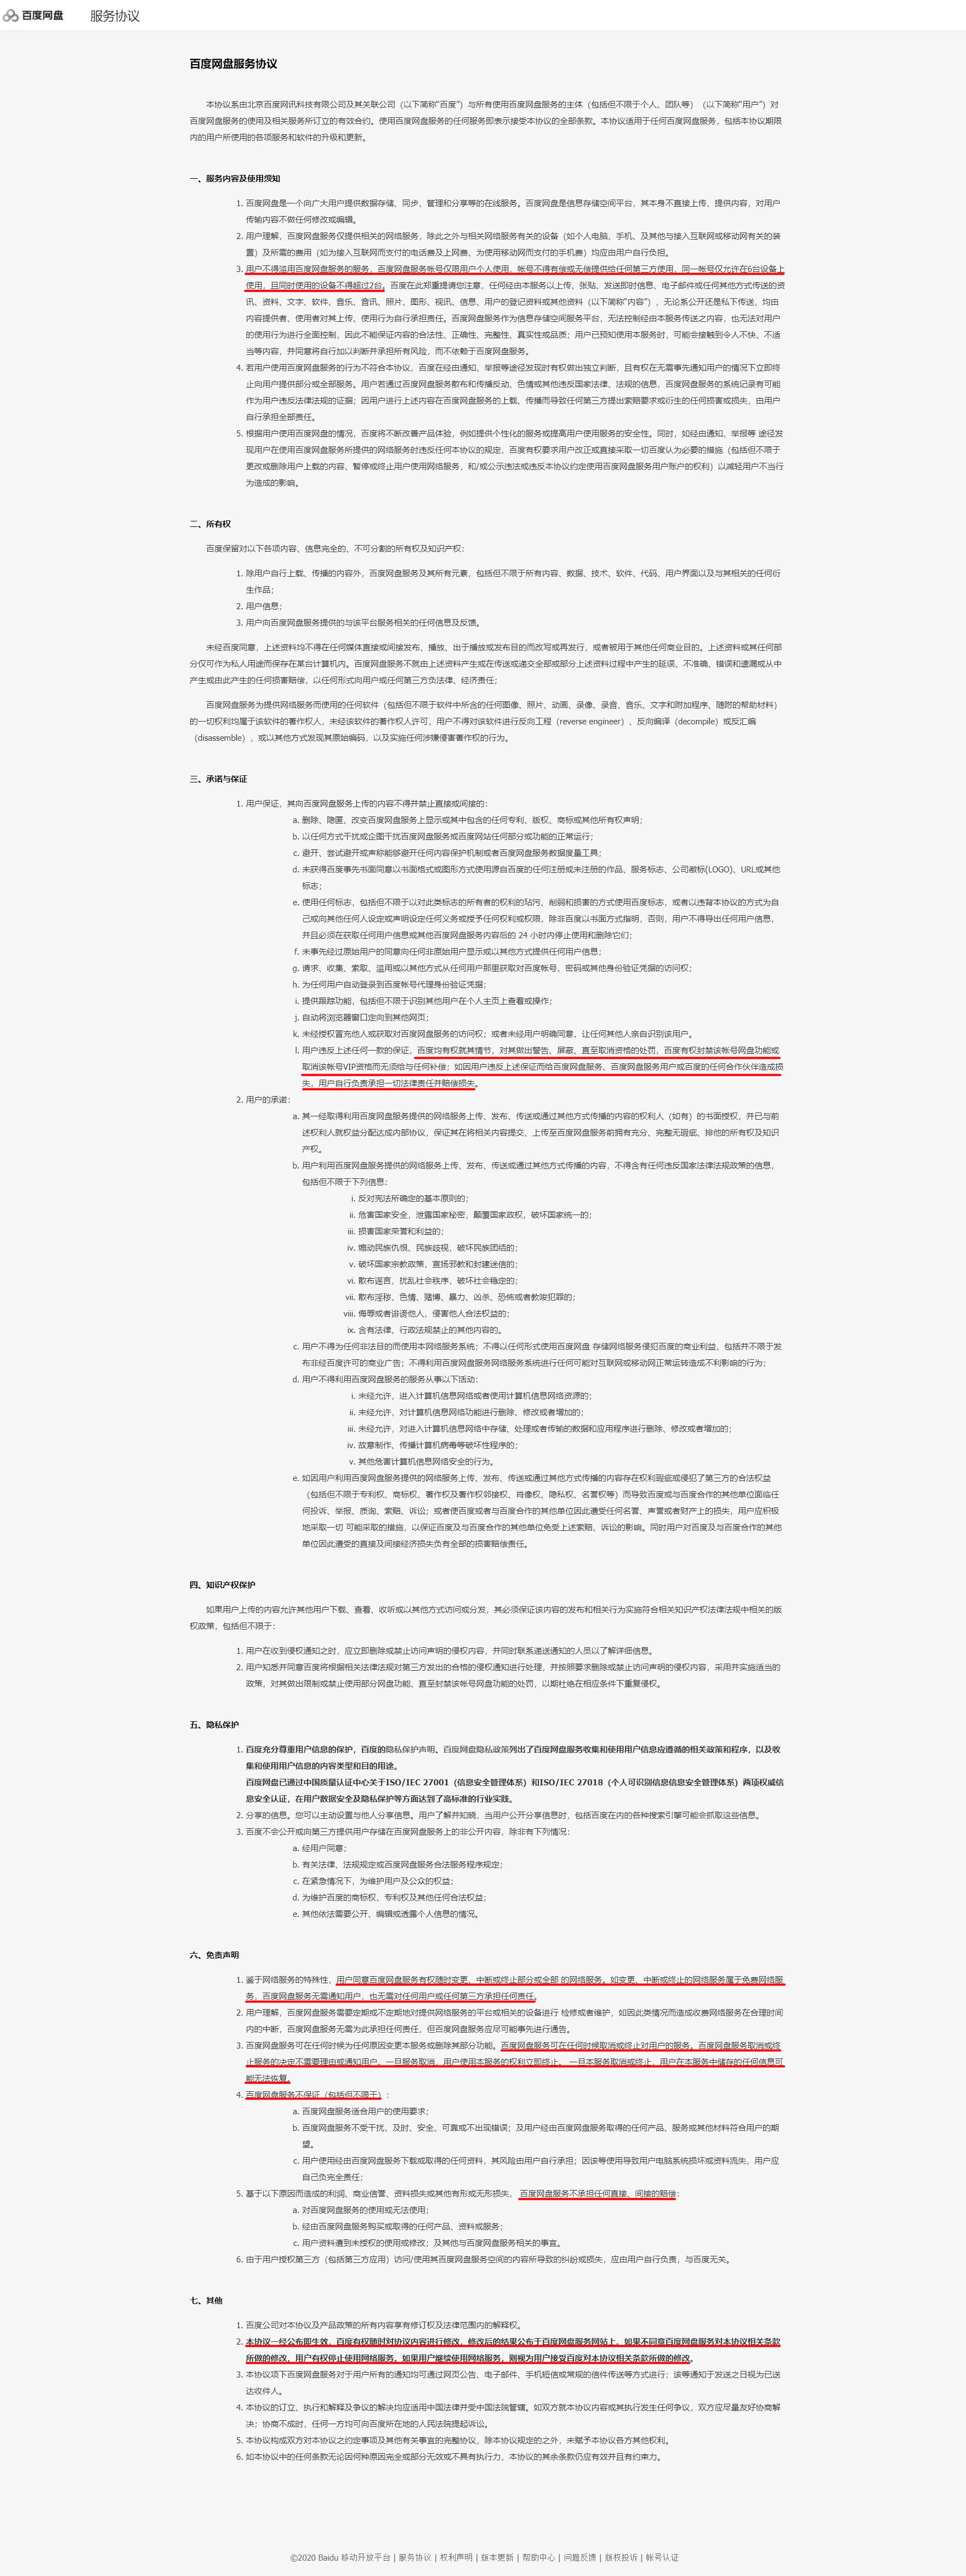 百度网盘 服务协议
百度网盘服务协议
本协议系由北京百度网讯科技有限公司及其关联公司（以下简称“百度”）与所有使用百度网盘服务的主体（包括但不限于个人、团队等）（以下简称“用户”）对
百度网盘服务的使用及相关服务所订立的有效合约。使用百度网盘服务的任何服务即表示接受本协议的全部条款。本协议适用于任何百度网盘服务，包括本协议期限
内的用户所使用的各项服务和软件的升级和更新。
一、服务内容及使用须知
1. 百度网盘是一个向广大用户提供数据存储、同步、管理和分享等的在线服务。百度网盘是信息存储空间平台，其本身不直接上传、提供内容，对用户
传输内容不做任何修改或编辑。
2. 用户理解，百度网盘服务仅提供相关的网络服务，除此之外与相关网络服务有关的设备（如个人电脑、手机、及其他与接入互联网或移动网有关的装
置）及所需的费用（如为接入互联网而支付的电话费及上网费、为使用移动网而支付的手机费）均应由用户自行负担。
3. 用户不得滥用百度网盘服务的服务，百度网盘服务帐号仅限用户个人使用，帐号不得有偿或无偿提供给任何第三方使用，同一帐号仅允许在6台设备上
使用，且同时使用的设备不得超过2台。百度在此郑重提请您注意，任何经由本服务以上传、张贴、发送即时信息、电子邮件或任何其他方式传送的资
讯、资料、文字、软件、音乐、音讯、照片、图形、视讯、信息、用户的登记资料或其他资料（以下简称“内容”），无论系公开还是私下传送，均由
内容提供者、使用者对其上传、使用行为自行承担责任。百度网盘服务作为信息存储空间服务平台，无法控制经由本服务传送之内容，也无法对用户
的使用行为进行全面控制，因此不能保证内容的合法性、正确性、完整性、真实性或品质；用户已预知使用本服务时，可能会接触到令人不快、不适
当等内容，并同意将自行加以判断并承担所有风险，而不依赖于百度网盘服务。
4. 若用户使用百度网盘服务的行为不符合本协议，百度在经由通知、举报等途径发现时有权做出独立判断，且有权在无需事先通知用户的情况下立即终
止向用户提供部分或全部服务。用户若通过百度网盘服务散布和传播反动、色情或其他违反国家法律、法规的信息，百度网盘服务的系统记录有可能
作为用户违反法律法规的证据；因用户进行上述内容在百度网盘服务的上载、传播而导致任何第三方提出索赔要求或衍生的任何损害或损失，由用户
自行承担全部责任。
5. 根据用户使用百度网盘的情况，百度将不断改善产品体验，例如提供个性化的服务或提高用户使用服务的安全性。同时，如经由通知、举报等 途径发
现用户在使用百度网盘服务所提供的网络服务时违反任何本协议的规定，百度有权要求用户改正或直接采取一切百度认为必要的措施（包括但不限于
更改或删除用户上载的内容、暂停或终止用户使用网络服务，和/或公示违法或违反本协议约定使用百度网盘服务用户账户的权利）以减轻用户不当行
为造成的影响。
二、所有权
百度保留对以下各项内容、信息完全的、不可分割的所有权及知识产权：
1. 除用户自行上载、传播的内容外，百度网盘服务及其所有元素，包括但不限于所有内容、数据、技术、软件、代码、用户界面以及与其相关的任何衍
生作品；
2. 用户信息；
3. 用户向百度网盘服务提供的与该平台服务相关的任何信息及反馈。
未经百度同意，上述资料均不得在任何媒体直接或间接发布、播放、出于播放或发布目的而改写或再发行，或者被用于其他任何商业目的。上述资料或其任何部
分仅可作为私人用途而保存在某台计算机内。百度网盘服务不就由上述资料产生或在传送或递交全部或部分上述资料过程中产生的延误、不准确、错误和遗漏或从中
产生或由此产生的任何损害赔偿，以任何形式向用户或任何第三方负法律、经济责任；
百度网盘服务为提供网络服务而使用的任何软件（包括但不限于软件中所含的任何图像、照片、动画、录像、录音、音乐、文字和附加程序、随附的帮助材料）
的一切权利均属于该软件的著作权人，未经该软件的著作权人许可，用户不得对该软件进行反向工程（reverse engineer）、反向编译（decompile）或反汇编
（disassemble），或以其他方式发现其原始编码，以及实施任何涉嫌侵害著作权的行为。
三、承诺与保证
1. 用户保证，其向百度网盘服务上传的内容不得并禁止直接或间接的：
a. 删除、隐匿、改变百度网盘服务上显示或其中包含的任何专利、版权、商标或其他所有权声明；
b. 以任何方式干扰或企图干扰百度网盘服务或百度网站任何部分或功能的正常运行；
c. 避开、尝试避开或声称能够避开任何内容保护机制或者百度网盘服务数据度量工具；
d. 未获得百度事先书面同意以书面格式或图形方式使用源自百度的任何注册或未注册的作品、服务标志、公司徽标(LOGO)、URL或其他
标志；
e. 使用任何标志，包括但不限于以对此类标志的所有者的权利的玷污、削弱和损害的方式使用百度标志，或者以违背本协议的方式为自
己或向其他任何人设定或声明设定任何义务或授予任何权利或权限，除非百度以书面方式指明，否则，用户不得导出任何用户信息，
并且必须在获取任何用户信息或其他百度网盘服务内容后的 24 小时内停止使用和删除它们；
f. 未事先经过原始用户的同意向任何非原始用户显示或以其他方式提供任何用户信息；
g. 请求、收集、索取、滥用或以其他方式从任何用户那里获取对百度帐号、密码或其他身份验证凭据的访问权；
h. 为任何用户自动登录到百度帐号代理身份验证凭据；
i. 提供跟踪功能，包括但不限于识别其他用户在个人主页上查看或操作；
j. 自动将浏览器窗口定向到其他网页；
k. 未经授权冒充他人或获取对百度网盘服务的访问权；或者未经用户明确同意，让任何其他人亲自识别该用户。
l. 用户违反上述任何一款的保证，百度均有权就其情节，对其做出警告、屏蔽、直至取消资格的处罚，百度有权封禁该帐号网盘功能或
取消该帐号VIP资格而无须给与任何补偿；如因用户违反上述保证而给百度网盘服务、百度网盘服务用户或百度的任何合作伙伴造成损
失，用户自行负责承担一切法律责任并赔偿损失。
2. 用户的承诺：
a. 其一经取得利用百度网盘服务提供的网络服务上传、发布、传送或通过其他方式传播的内容的权利人（如有）的书面授权，并已与前
述权利人就权益分配达成内部协议，保证其在将相关内容提交、上传至百度网盘服务前拥有充分、完整无瑕疵、排他的所有权及知识
产权。
b. 用户利用百度网盘服务提供的网络服务上传、发布、传送或通过其他方式传播的内容，不得含有任何违反国家法律法规政策的信息，
包括但不限于下列信息：
i. 反对宪法所确定的基本原则的；
ii. 危害国家安全，泄露国家秘密，颠覆国家政权，破坏国家统一的；
iii. 损害国家荣誉和利益的；
iv. 煽动民族仇恨、民族歧视，破坏民族团结的；
v. 破坏国家宗教政策，宣扬邪教和封建迷信的；
vi. 散布谣言，扰乱社会秩序，破坏社会稳定的；
vii. 散布淫秽、色情、赌博、暴力、凶杀、恐怖或者教唆犯罪的；
viii. 侮辱或者诽谤他人，侵害他人合法权益的；
ix. 含有法律、行政法规禁止的其他内容的。
c. 用户不得为任何非法目的而使用本网络服务系统；不得以任何形式使用百度网盘 存储网络服务侵犯百度的商业利益，包括并不限于发
布非经百度许可的商业广告；不得利用百度网盘服务网络服务系统进行任何可能对互联网或移动网正常运转造成不利影响的行为；
d. 用户不得利用百度网盘服务的服务从事以下活动：
i. 未经允许，进入计算机信息网络或者使用计算机信息网络资源的；
ii. 未经允许，对计算机信息网络功能进行删除、修改或者增加的；
iii. 未经允许，对进入计算机信息网络中存储、处理或者传输的数据和应用程序进行删除、修改或者增加的；
iv. 故意制作、传播计算机病毒等破坏性程序的；
v. 其他危害计算机信息网络安全的行为。
e. 如因用户利用百度网盘服务提供的网络服务上传、发布、传送或通过其他方式传播的内容存在权利瑕疵或侵犯了第三方的合法权益
（包括但不限于专利权、商标权、著作权及著作权邻接权、肖像权、隐私权、名誉权等）而导致百度或与百度合作的其他单位面临任
何投诉、举报、质询、索赔、诉讼；或者使百度或者与百度合作的其他单位因此遭受任何名誉、声誉或者财产上的损失，用户应积极
地采取一切 可能采取的措施，以保证百度及与百度合作的其他单位免受上述索赔、诉讼的影响。同时用户对百度及与百度合作的其他
单位因此遭受的直接及间接经济损失负有全部的损害赔偿责任。
四、知识产权保护
如果用户上传的内容允许其他用户下载、查看、收听或以其他方式访问或分发，其必须保证该内容的发布和相关行为实施符合相关知识产权法律法规中相关的版
权政策，包括但不限于：
1. 用户在收到侵权通知之时，应立即删除或禁止访问声明的侵权内容，并同时联系递送通知的人员以了解详细信息。
2. 用户知悉并同意百度将根据相关法律法规对第三方发出的合格的侵权通知进行处理，并按照要求删除或禁止访问声明的侵权内容，采用并实施适当的
政策，对其做出限制或禁止使用部分网盘功能、直至封禁该帐号网盘功能的处罚，以期杜绝在相应条件下重复侵权。
五、隐私保护
1. 百度充分尊重用户信息的保护，百度的隐私保护声明、百度网盘隐私政策列出了百度网盘服务收集和使用用户信息应遵循的相关政策和程序，以及收
集和使用用户信息的内容类型和目的用途。
百度网盘已通过中国质量认证中心关于ISO/IEC 27001（信息安全管理体系）和ISO/IEC 27018（个人可识别信息信息安全管理体系）两项权威信
息安全认证，在用户数据安全及隐私保护等方面达到了高标准的行业实践。
2. 分享的信息。您可以主动设置与他人分享信息。用户了解并知晓，当用户公开分享信息时，包括百度在内的各种搜索引擎可能会抓取这些信息。
3. 百度不会公开或向第三方提供用户存储在百度网盘服务上的非公开内容，除非有下列情况：
a. 经用户同意；
b. 有关法律、法规规定或百度网盘服务合法服务程序规定；
c. 在紧急情况下，为维护用户及公众的权益；
d. 为维护百度的商标权、专利权及其他任何合法权益；
e. 其他依法需要公开、编辑或透露个人信息的情况。
六、免责声明
1. 鉴于网络服务的特殊性，用户同意百度网盘服务有权随时变更、中断或终止部分或全部 的网络服务。如变更、中断或终止的网络服务属于免费网络服
务，百度网盘服务无需通知用户，也无需对任何用户或任何第三方承担任何责任。
2. 用户理解，百度网盘服务需要定期或不定期地对提供网络服务的平台或相关的设备进行 检修或者维护，如因此类情况而造成收费网络服务在合理时间
内的中断，百度网盘服务无需为此承担任何责任，但百度网盘服务应尽可能事先进行通告。
3. 百度网盘服务可在任何时候为任何原因变更本服务或删除其部分功能。百度网盘服务可在任何时候取消或终止对用户的服务。百度网盘服务取消或终
止服务的决定不需要理由或通知用户。一旦服务取消，用户使用本服务的权利立即终止。 一旦本服务取消或终止，用户在本服务中储存的任何信息可
能无法恢复。
4. 百度网盘服务不保证（包括但不限于）：
a. 百度网盘服务适合用户的使用要求；
b. 百度网盘服务不受干扰，及时、安全、可靠或不出现错误；及用户经由百度网盘服务取得的任何产品、服务或其他材料符合用户的期
望。
c. 用户使用经由百度网盘服务下载或取得的任何资料，其风险由用户自行承担；因该等使用导致用户电脑系统损坏或资料流失，用户应
自己负完全责任；
5. 基于以下原因而造成的利润、商业信誉、资料损失或其他有形或无形损失， 百度网盘服务不承担任何直接、间接的赔偿：
a. 对百度网盘服务的使用或无法使用；
b. 经由百度网盘服务购买或取得的任何产品、资料或服务；
c. 用户资料遭到未授权的使用或修改；及其他与百度网盘服务相关的事宜。
6. 由于用户授权第三方（包括第三方应用）访问/使用其百度网盘服务空间的内容所导致的纠纷或损失，应由用户自行负责，与百度无关。
七、其他
1. 百度公司对本协议及产品政策的所有内容享有修订权及法律范围内的解释权。
2. 本协议一经公布即生效，百度有权随时对协议内容进行修改，修改后的结果公布于百度网盘服务网站上。如果不同意百度网盘服务对本协议相关条款
所做的修改，用户有权停止使用网络服务。如果用户继续使用网络服务，则视为用户接受百度对本协议相关条款所做的修改。
3. 本协议项下百度网盘服务对于用户所有的通知均可通过网页公告、电子邮件、手机短信或常规的信件传送等方式进行；该等通知于发送之日视为已送
达收件人。
4. 本协议的订立、执行和解释及争议的解决均应适用中国法律并受中国法院管辖。如双方就本协议内容或其执行发生任何争议，双方应尽量友好协商解
决；协商不成时，任何一方均可向百度所在地的人民法院提起诉讼。
5. 本协议构成双方对本协议之约定事项及其他有关事宜的完整协议，除本协议规定的之外，未赋予本协议各方其他权利。
6. 如本协议中的任何条款无论因何种原因完全或部分无效或不具有执行力，本协议的其余条款仍应有效并且有约束力。
©2020 Baidu 移动开放平台 | 服务协议 | 权利声明 | 版本更新 | 帮助中心 | 问题反馈 | 版权投诉 | 帐号认证